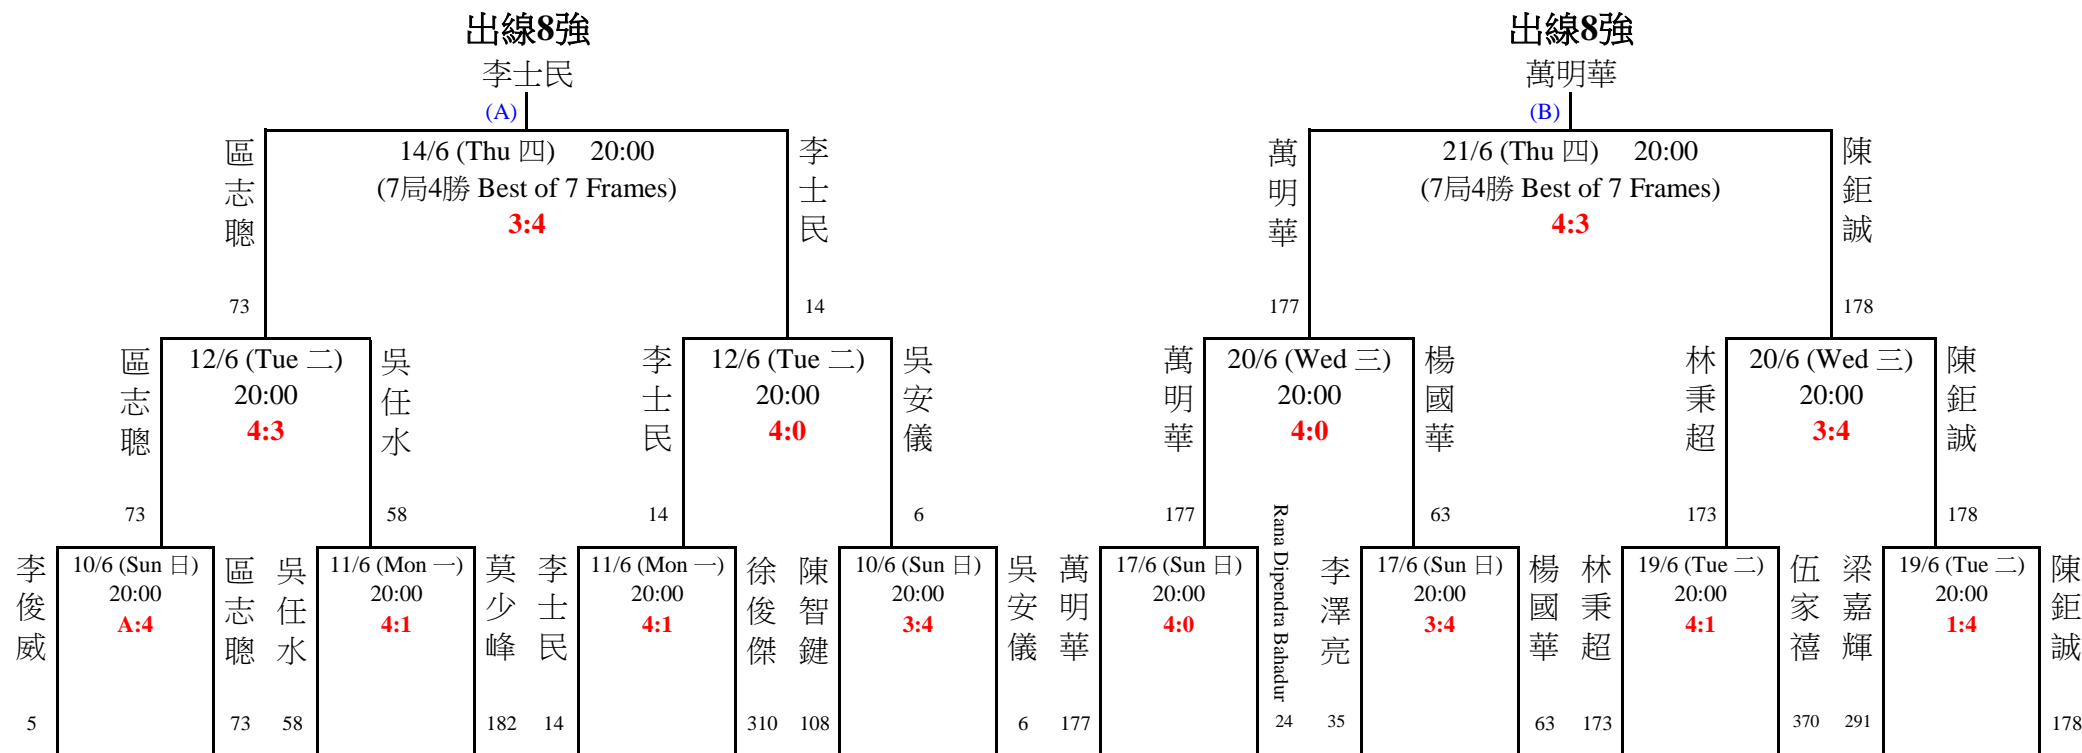 出線8強
李士民
(A)
區志聰
14/6 (Thu 四) 20:00
(7局4勝 Best of 7 Frames)
3:4
李士民
73
14
出線8強
萬明華
(B)
萬明華
21/6 (Thu 四) 20:00
(7局4勝 Best of 7 Frames)
4:3
陳鉅誠
177
178
區志聰
12/6 (Tue 二)
20:00
4:3
吳任水
73
58
李士民
12/6 (Tue 二)
20:00
4:0
吳安儀
14
6
萬明華
20/6 (Wed 三)
20:00
4:0
楊國華
177
63
林秉超
20/6 (Wed 三)
20:00
3:4
陳鉅誠
173
178
李俊威
10/6 (Sun 日)
20:00
A:4
區志聰
5
73
吳任水
11/6 (Mon 一)
20:00
4:1
莫少峰
58
182
李士民
11/6 (Mon 一)
20:00
4:1
徐俊傑
14
310
陳智鍵
10/6 (Sun 日)
20:00
3:4
吳安儀
108
6
萬明華
17/6 (Sun 日)
20:00
4:0
Rana Dipendra Bahadur
177
24
李澤亮
17/6 (Sun 日)
20:00
3:4
楊國華
35
63
林秉超
19/6 (Tue 二)
20:00
4:1
伍家禧
173
370
梁嘉輝
19/6 (Tue 二)
20:00
1:4
陳鉅誠
291
178